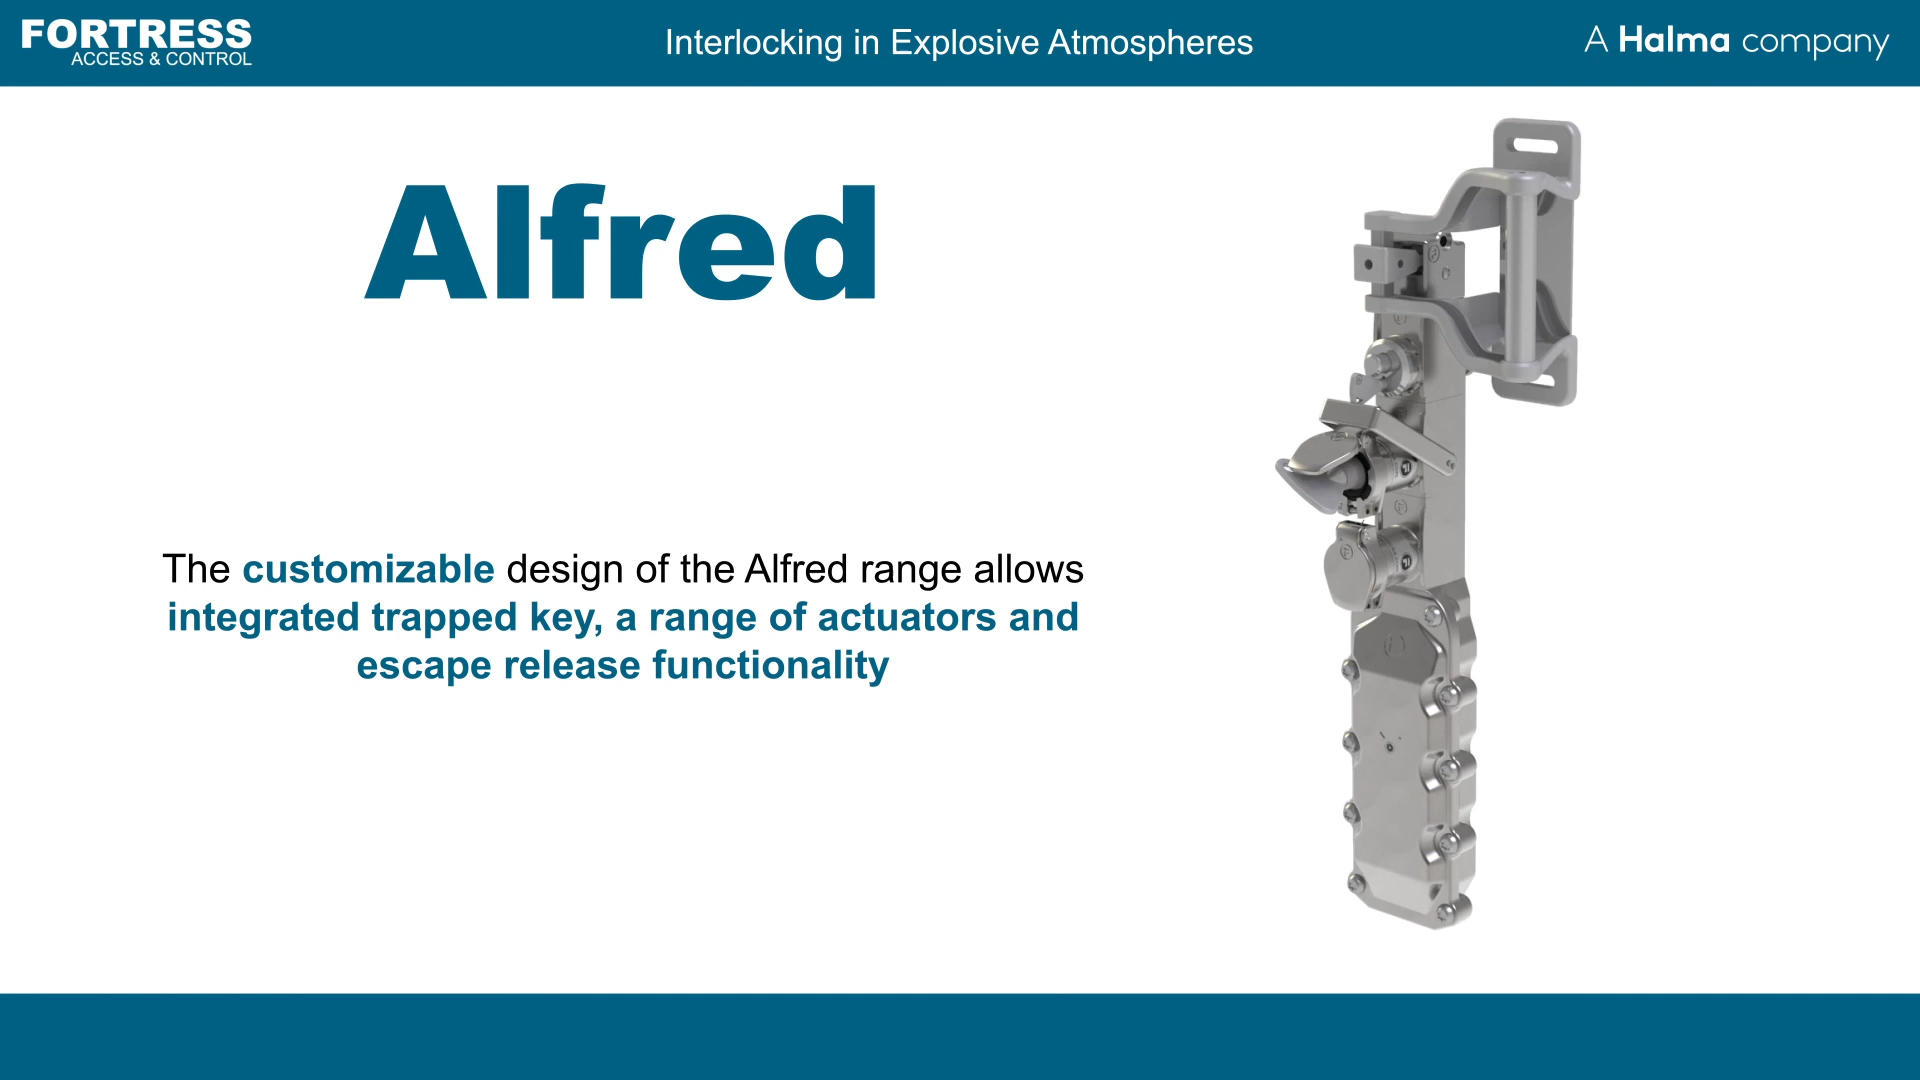 FORTRESS
ACCESS & CONTROL
Interlocking in Explosive Atmospheres
A Halma company
Alfred
The customizable design of the Alfred range allows
integrated trapped key, a range of actuators and
escape release functionality